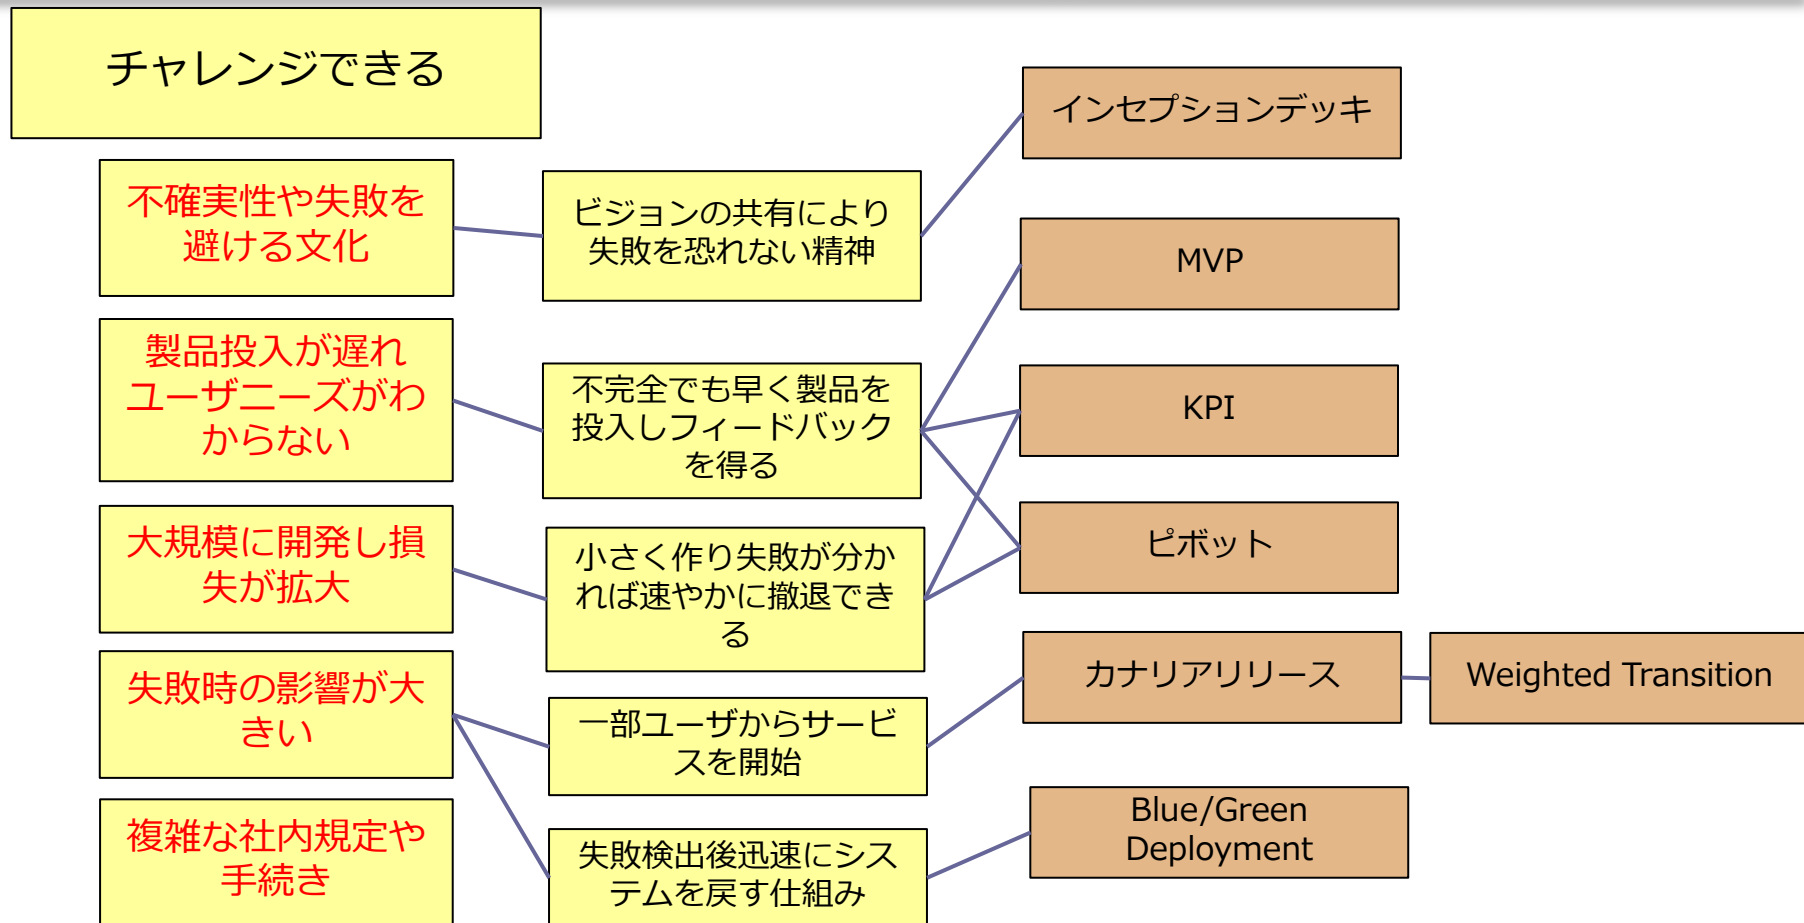 チャレンジできる
不確実性や失敗を
避ける文化
製品投入が遅れ
ユーザニーズがわ
からない
大規模に開発し損
失が拡大
失敗時の影響が大
きい
複雑な社内規定や
手続き
ビジョンの共有により
失敗を恐れない精神
不完全でも早く製品を
投入しフィードバック
を得る
小さく作り失敗が分か
れば速やかに撤退でき
る
一部ユーザからサービ
スを開始
失敗検出後迅速にシス
テムを戻す仕組み
インセプションデッキ
MVP
KPI
ピボット
カナリアリリース
Blue/Green
Deployment
Weighted Transition